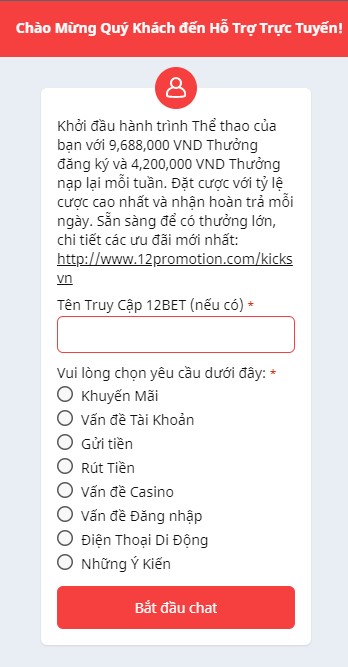 Chào Mừng Quý Khách đến Hỗ Trợ Trực Tuyến!
Khởi đầu hành trình Thể thao của
bạn với 9,688,000 VND Thưởng
đăng ký và 4,200,000 VND Thưởng
nạp lại mỗi tuần. Đặt cược với tỷ lệ
cược cao nhất và nhận hoàn trả mỗi
ngày. Sẵn sàng để có thưởng lớn,
chi tiết các ưu đãi mới nhất:
http://www.12promotion.com/kicks
vn
Tên Truy Cập 12BET (nếu có) *
Vui lòng chọn yêu cầu dưới đây: *
Khuyến Mãi
Vấn đề Tài Khoản
Gửi tiền
Rút Tiền
Vấn đề Casino
Vấn đề Đăng nhập
Điện Thoại Di Động
Những Ý Kiến
Bắt đầu chat